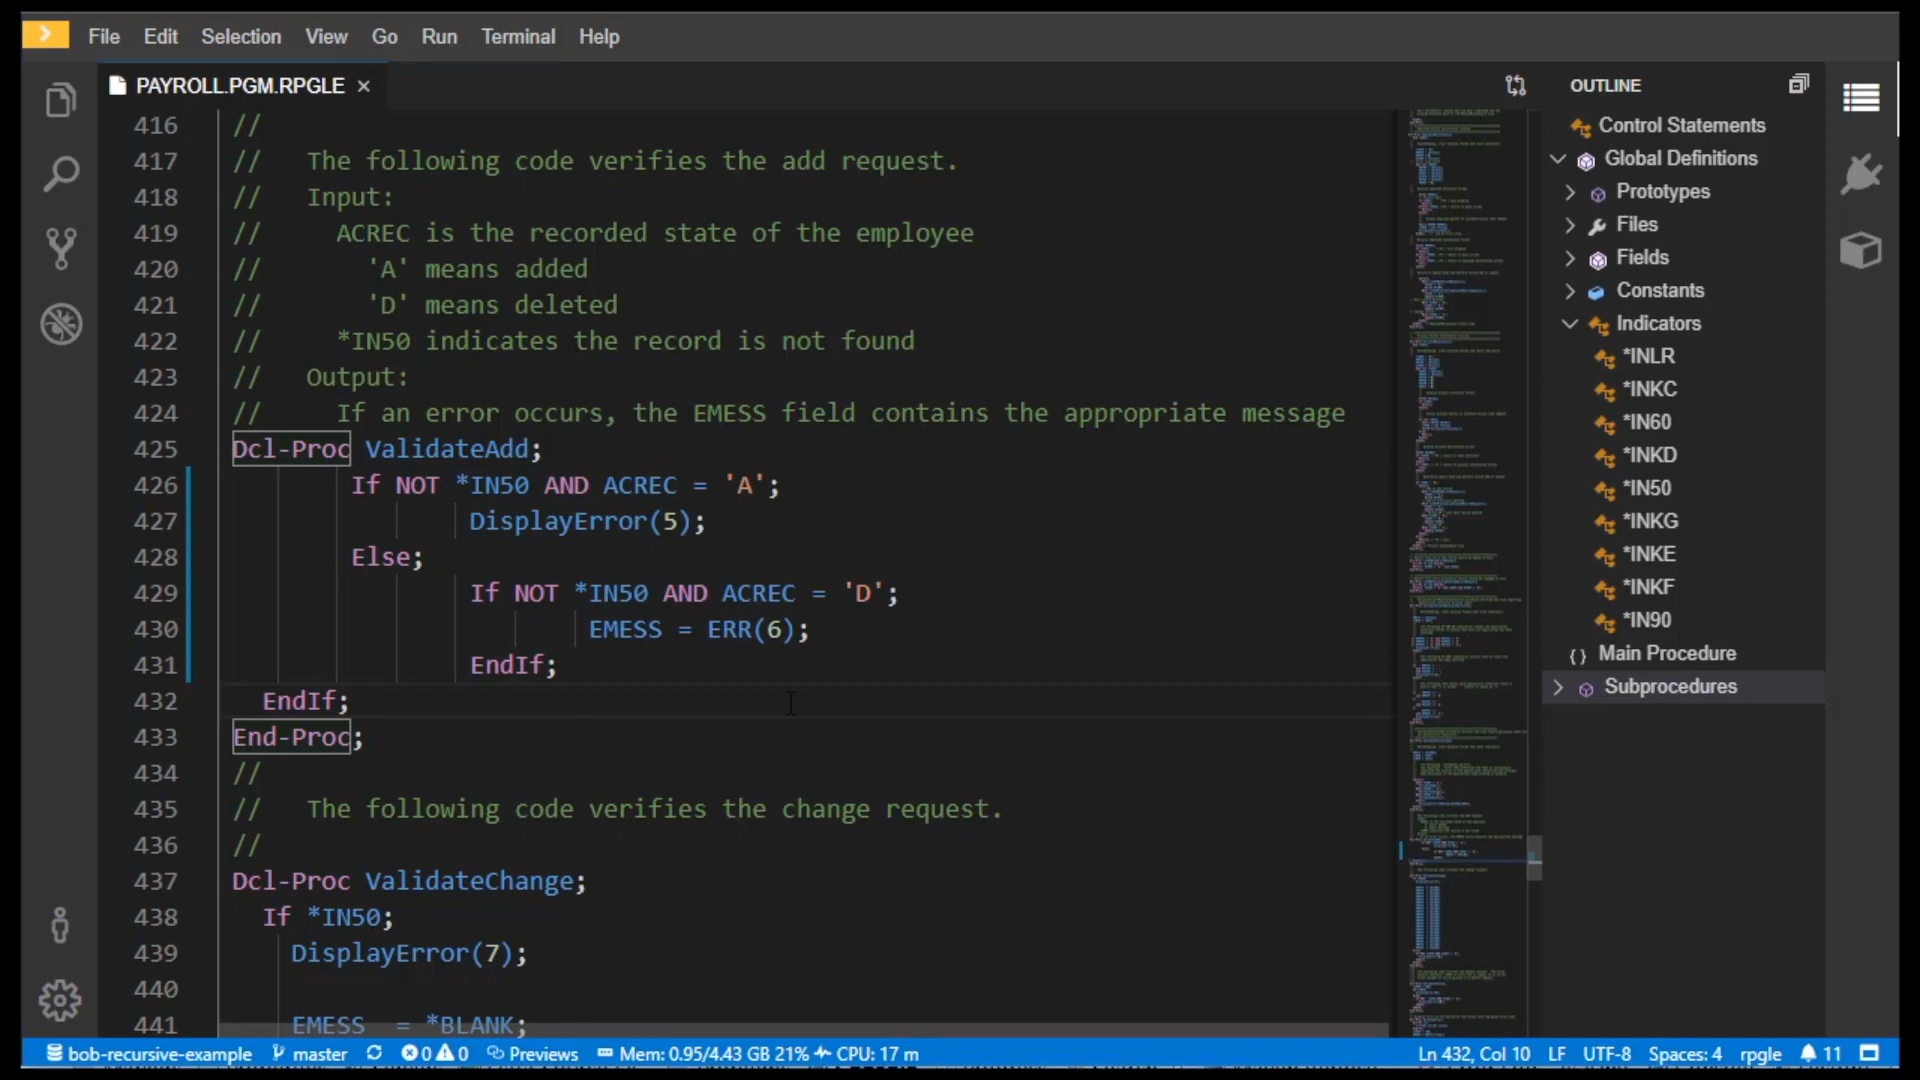 File Edit Selection View Go Run Terminal Help
PAYROLL.PGM.RPGLE ×
416 //
417 // The following code verifies the add request.
418 // Input:
419 // ACREC is the recorded state of the employee
420 // 'A' means added
421 // 'D' means deleted
422 // *IN50 indicates the record is not found
423 // Output:
424 // If an error occurs, the EMESS field contains the appropriate message
425 Dcl-Proc ValidateAdd;
426 If NOT *IN50 AND ACREC = 'A';
427 DisplayError(5);
428 Else;
429 If NOT *IN50 AND ACREC = 'D';
430 EMESS = ERR(6);
431 EndIf;
432 EndIf;
433 End-Proc;
434 //
435 // The following code verifies the change request.
436 //
437 Dcl-Proc ValidateChange;
438 If *IN50;
439 DisplayError(7);
440
441 EMESS = *BLANK;
OUTLINE
Control Statements
Global Definitions
Prototypes
Files
Fields
Constants
Indicators
*INLR
*INKC
*IN60
*INKD
*IN50
*INKG
*INKE
*INKF
*IN90
{} Main Procedure
Subprocedures
bob-recursive-example master 0 0 Previews Mem: 0.95/4.43 GB 21% CPU: 17 m Ln 432, Col 10 LF UTF-8 Spaces: 4 rpgle 11